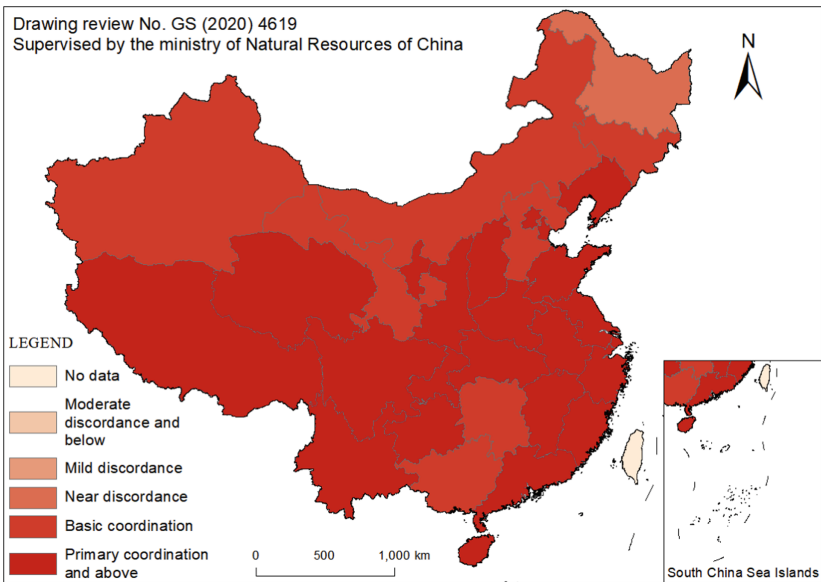 Drawing review No. GS (2020) 4619
Supervised by the ministry of Natural Resources of China
N
LEGEND
No data
Moderate
discordance and
below
Mild discordance
Near discordance
Basic coordination
Primary coordination
and above
0 500 1,000 km
South China Sea Islands